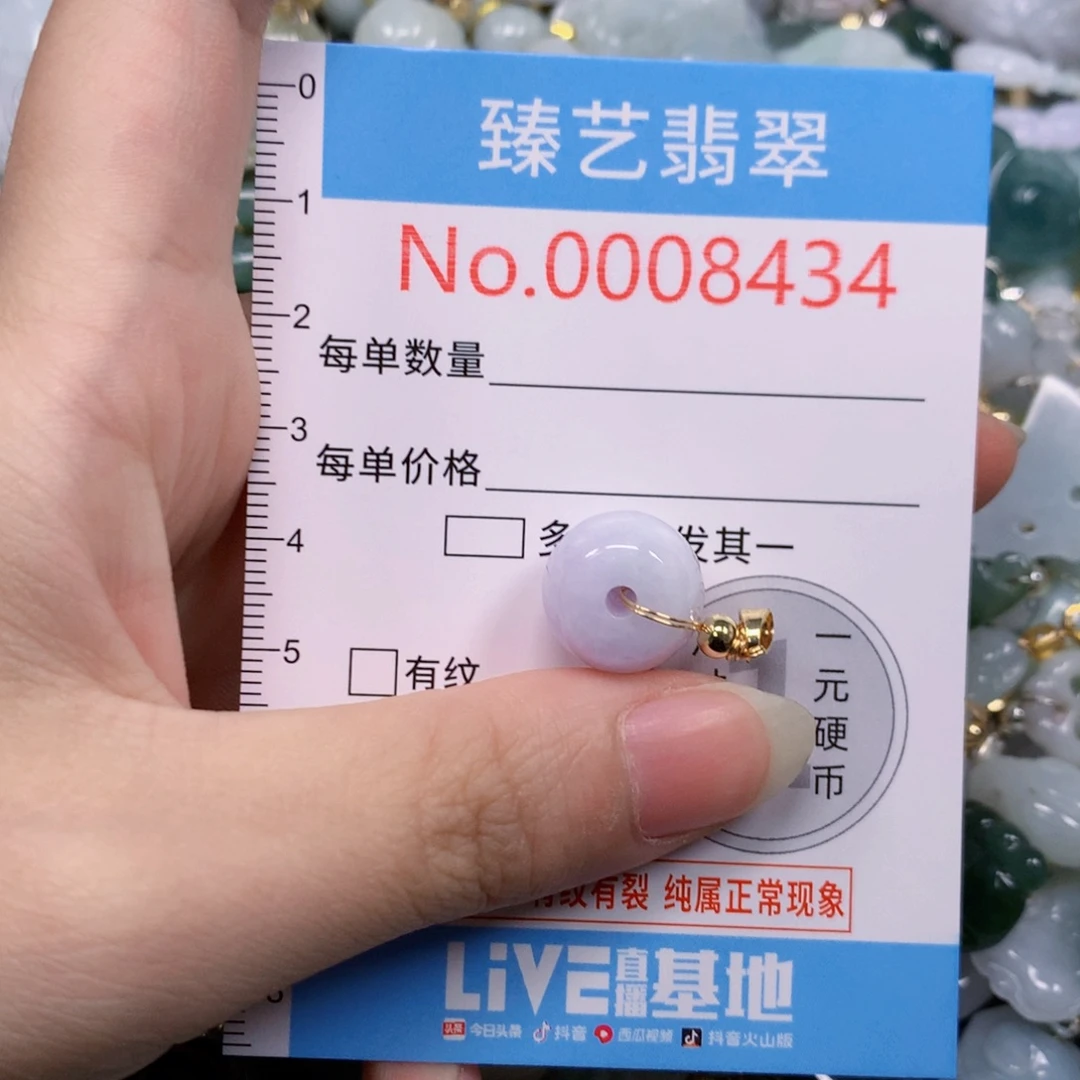 0
臻艺翡翠
1
No.0008434
2
每单数量
3
每单价格
4
多 发其一
5
有纹
一元硬币
有纹有裂 纯属正常现象
LiVE直播基地
头条 今日头条 抖音 西瓜视频 抖音火山版